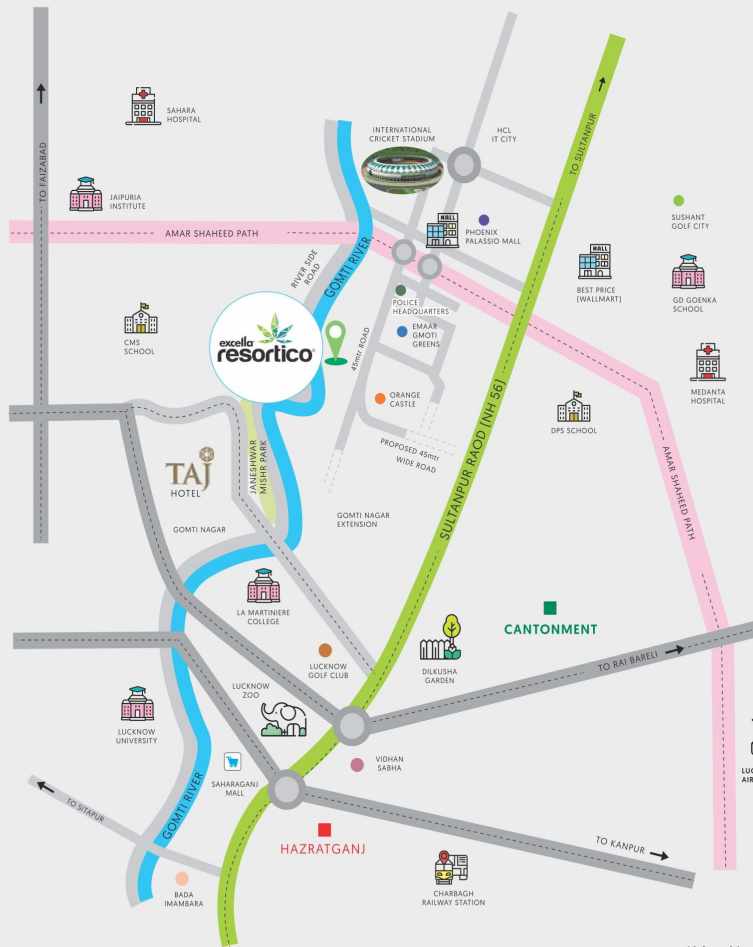 SAHARA
HOSPITAL
TO FAIZABAD
JAIPURIA
INSTITUTE
AMAR SHAHEED PATH
INTERNATIONAL
CRICKET STADIUM
HCL
IT CITY
TO SULTANPUR
MALL
PHOENIX
PALASSIO MALL
SUSHANT
GOLF CITY
MALL
BEST PRICE
(WALLMART)
GD GOENKA
SCHOOL
RIVER SIDE
ROAD
GOMTI RIVER
POLICE
HEADQUARTERS
EMAAR
GMOTI
GREENS
CMS
SCHOOL
excella
resortico
45mtr ROAD
ORANGE
CASTLE
MEDANTA
HOSPITAL
DPS SCHOOL
PROPOSED 45mtr
WIDE ROAD
AMAR SHAHEED PATH
TAJ
HOTEL
JANESHWAR
MISHR PARK
SULTANPUR RAOD [NH 56]
GOMTI NAGAR
GOMTI NAGAR
EXTENSION
LA MARTINIERE
COLLEGE
CANTONMENT
LUCKNOW
GOLF CLUB
DILKUSHA
GARDEN
TO RAI BARELI
LUCKNOW
ZOO
LUCKNOW
UNIVERSITY
VIDHAN
SABHA
SAHARAGANJ
MALL
GOMTI RIVER
LUC
AIR
TO SITAPUR
HAZRATGANJ
TO KANPUR
BADA
IMAMBARA
CHARBAGH
RAILWAY STATION